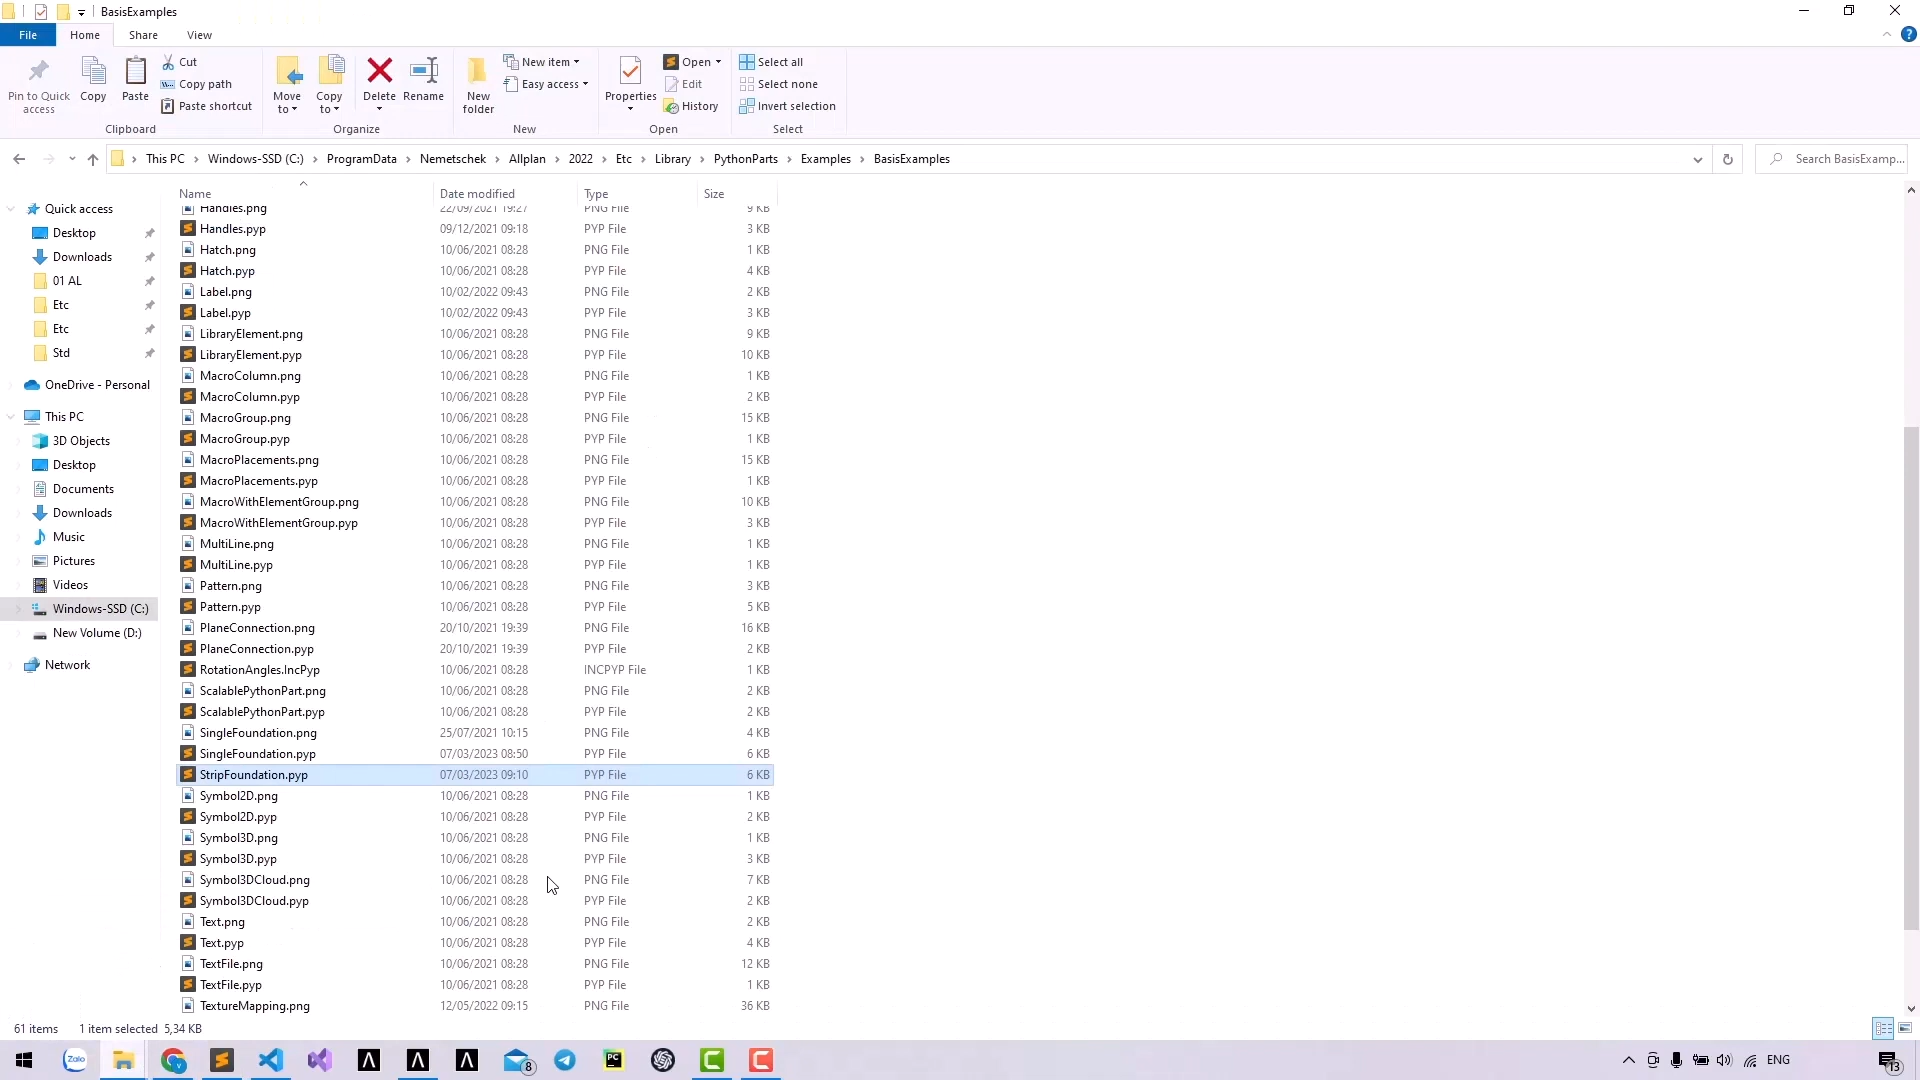 BasisExamples
File Home Share View
Pin to Quick access
Copy
Paste
Cut
Copy path
Paste shortcut
Clipboard
Move to
Copy to
Delete
Rename
Organize
New folder
New item
Easy access
New
Properties
Open
Edit
History
Open
Select all
Select none
Invert selection
Select
This PC Windows-SSD (C:) ProgramData Nemetschek Allplan 2022 Etc Library PythonParts Examples BasisExamples
Search BasisExamp...
Quick access
Desktop
Downloads
01 AL
Etc
Etc
Std
OneDrive - Personal
This PC
3D Objects
Desktop
Documents
Downloads
Music
Pictures
Videos
Windows-SSD (C:)
New Volume (D:)
Network
Name Date modified Type Size
Handles.png 22/09/2021 19:27 PNG File 9 KB
Handles.pyp 09/12/2021 09:18 PYP File 3 KB
Hatch.png 10/06/2021 08:28 PNG File 1 KB
Hatch.pyp 10/06/2021 08:28 PYP File 4 KB
Label.png 10/02/2022 09:43 PNG File 2 KB
Label.pyp 10/02/2022 09:43 PYP File 3 KB
LibraryElement.png 10/06/2021 08:28 PNG File 9 KB
LibraryElement.pyp 10/06/2021 08:28 PYP File 10 KB
MacroColumn.png 10/06/2021 08:28 PNG File 1 KB
MacroColumn.pyp 10/06/2021 08:28 PYP File 2 KB
MacroGroup.png 10/06/2021 08:28 PNG File 15 KB
MacroGroup.pyp 10/06/2021 08:28 PYP File 1 KB
MacroPlacements.png 10/06/2021 08:28 PNG File 15 KB
MacroPlacements.pyp 10/06/2021 08:28 PYP File 1 KB
MacroWithElementGroup.png 10/06/2021 08:28 PNG File 10 KB
MacroWithElementGroup.pyp 10/06/2021 08:28 PYP File 3 KB
MultiLine.png 10/06/2021 08:28 PNG File 1 KB
MultiLine.pyp 10/06/2021 08:28 PYP File 1 KB
Pattern.png 10/06/2021 08:28 PNG File 3 KB
Pattern.pyp 10/06/2021 08:28 PYP File 5 KB
PlaneConnection.png 20/10/2021 19:39 PNG File 16 KB
PlaneConnection.pyp 20/10/2021 19:39 PYP File 2 KB
RotationAngles.IncPyp 10/06/2021 08:28 INCPYP File 1 KB
ScalablePythonPart.png 10/06/2021 08:28 PNG File 2 KB
ScalablePythonPart.pyp 10/06/2021 08:28 PYP File 2 KB
SingleFoundation.png 25/07/2021 10:15 PNG File 4 KB
SingleFoundation.pyp 07/03/2023 08:50 PYP File 6 KB
StripFoundation.pyp 07/03/2023 09:10 PYP File 6 KB
Symbol2D.png 10/06/2021 08:28 PNG File 1 KB
Symbol2D.pyp 10/06/2021 08:28 PYP File 2 KB
Symbol3D.png 10/06/2021 08:28 PNG File 1 KB
Symbol3D.pyp 10/06/2021 08:28 PYP File 3 KB
Symbol3DCloud.png 10/06/2021 08:28 PNG File 7 KB
Symbol3DCloud.pyp 10/06/2021 08:28 PYP File 2 KB
Text.png 10/06/2021 08:28 PNG File 2 KB
Text.pyp 10/06/2021 08:28 PYP File 4 KB
TextFile.png 10/06/2021 08:28 PNG File 12 KB
TextFile.pyp 10/06/2021 08:28 PYP File 1 KB
TextureMapping.png 12/05/2022 09:15 PNG File 36 KB
61 items 1 item selected 5,34 KB
Zalo
8
PC
ENG
13